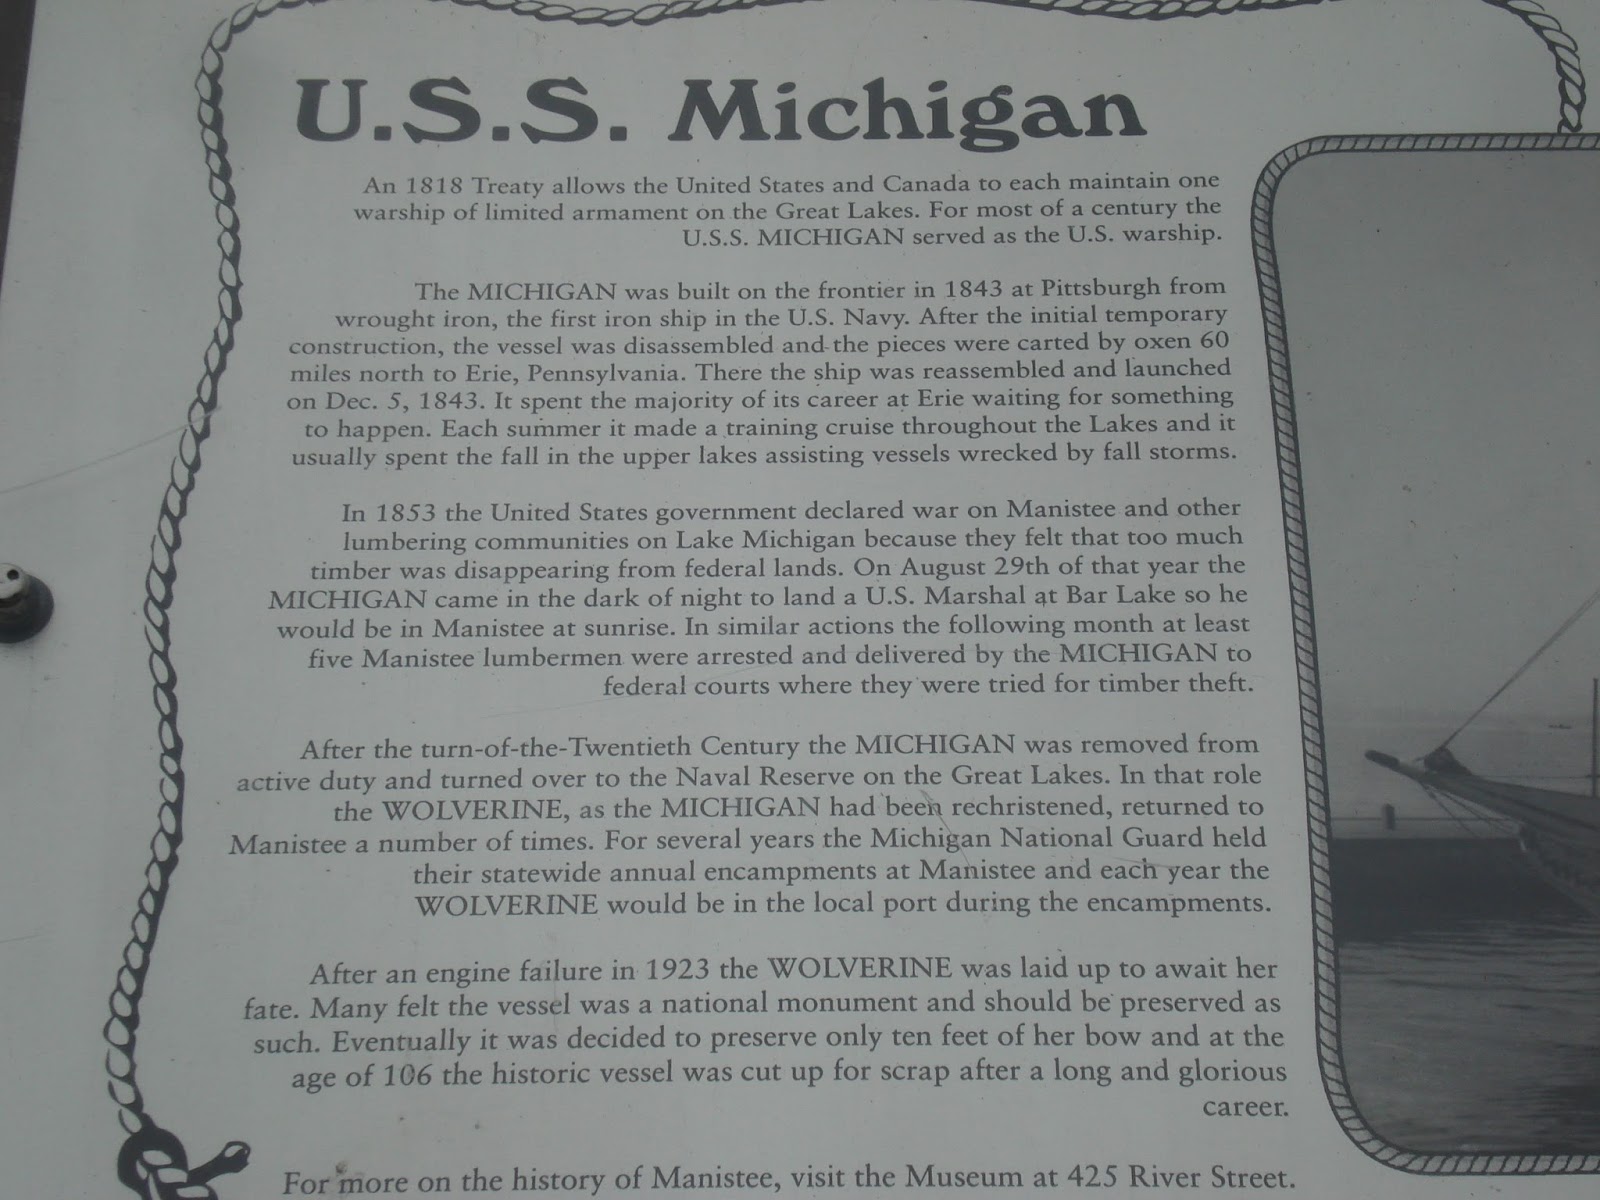 U.S.S. Michigan
An 1818 Treaty allows the United States and Canada to each maintain one
warship of limited armament on the Great Lakes. For most of a century the
U.S.S. MICHIGAN served as the U.S. warship.
The MICHIGAN was built on the frontier in 1843 at Pittsburgh from
wrought iron, the first iron ship in the U.S. Navy. After the initial temporary
construction, the vessel was disassembled and the pieces were carted by oxen 60
miles north to Erie, Pennsylvania. There the ship was reassembled and launched
on Dec. 5, 1843. It spent the majority of its career at Erie waiting for something
to happen. Each summer it made a training cruise throughout the Lakes and it
usually spent the fall in the upper lakes assisting vessels wrecked by fall storms.
In 1853 the United States government declared war on Manistee and other
lumbering communities on Lake Michigan because they felt that too much
timber was disappearing from federal lands. On August 29th of that year the
MICHIGAN came in the dark of night to land a U.S. Marshal at Bar Lake so he
would be in Manistee at sunrise. In similar actions the following month at least
five Manistee lumbermen were arrested and delivered by the MICHIGAN to
federal courts where they were tried for timber theft.
After the turn-of-the-Twentieth Century the MICHIGAN was removed from
active duty and turned over to the Naval Reserve on the Great Lakes. In that role
the WOLVERINE, as the MICHIGAN had been rechristened, returned to
Manistee a number of times. For several years the Michigan National Guard held
their statewide annual encampments at Manistee and each year the
WOLVERINE would be in the local port during the encampments.
After an engine failure in 1923 the WOLVERINE was laid up to await her
fate. Many felt the vessel was a national monument and should be preserved as
such. Eventually it was decided to preserve only ten feet of her bow and at the
age of 106 the historic vessel was cut up for scrap after a long and glorious
career.
For more on the history of Manistee, visit the Museum at 425 River Street.